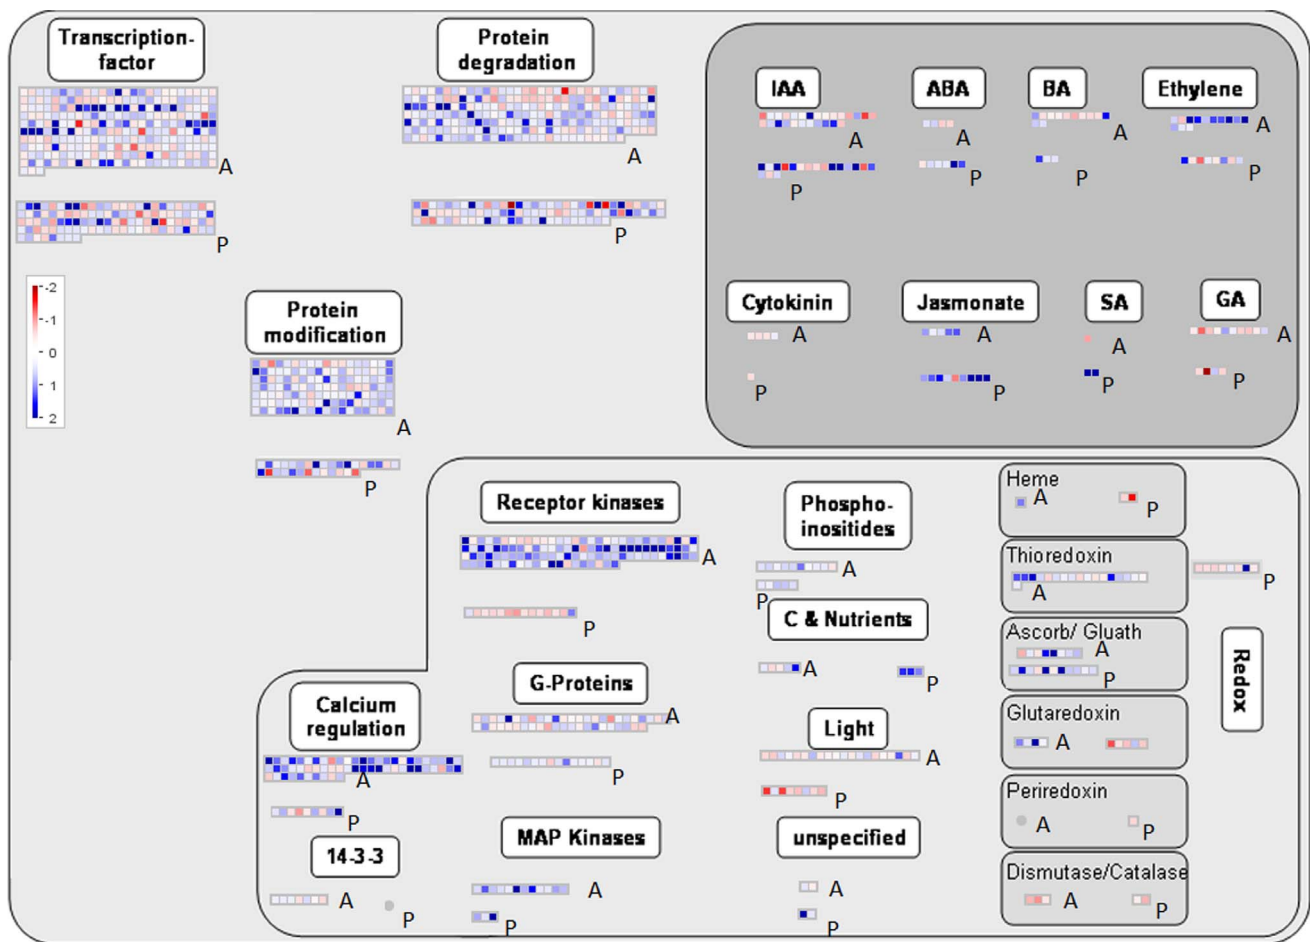 Transcription-
factor
A
P
Protein
degradation
A
P
-2
-1
0
1
2
Protein
modification
A
P
IAA
A
P
ABA
A
P
BA
A
P
Ethylene
A
P
Cytokinin
A
P
Jasmonate
A
P
SA
A
P
GA
A
P
Receptor kinases
A
P
Phospho-
inositides
A
P
C & Nutrients
A
P
G-Proteins
A
P
Light
A
P
Calcium
regulation
A
P
14-3-3
A
P
MAP Kinases
A
P
unspecified
A
P
Heme
A
P
Thioredoxin
A
P
Ascorb/ Gluath
A
P
Glutaredoxin
A
Periredoxin
A
P
Dismutase/Catalase
A
P
Redox